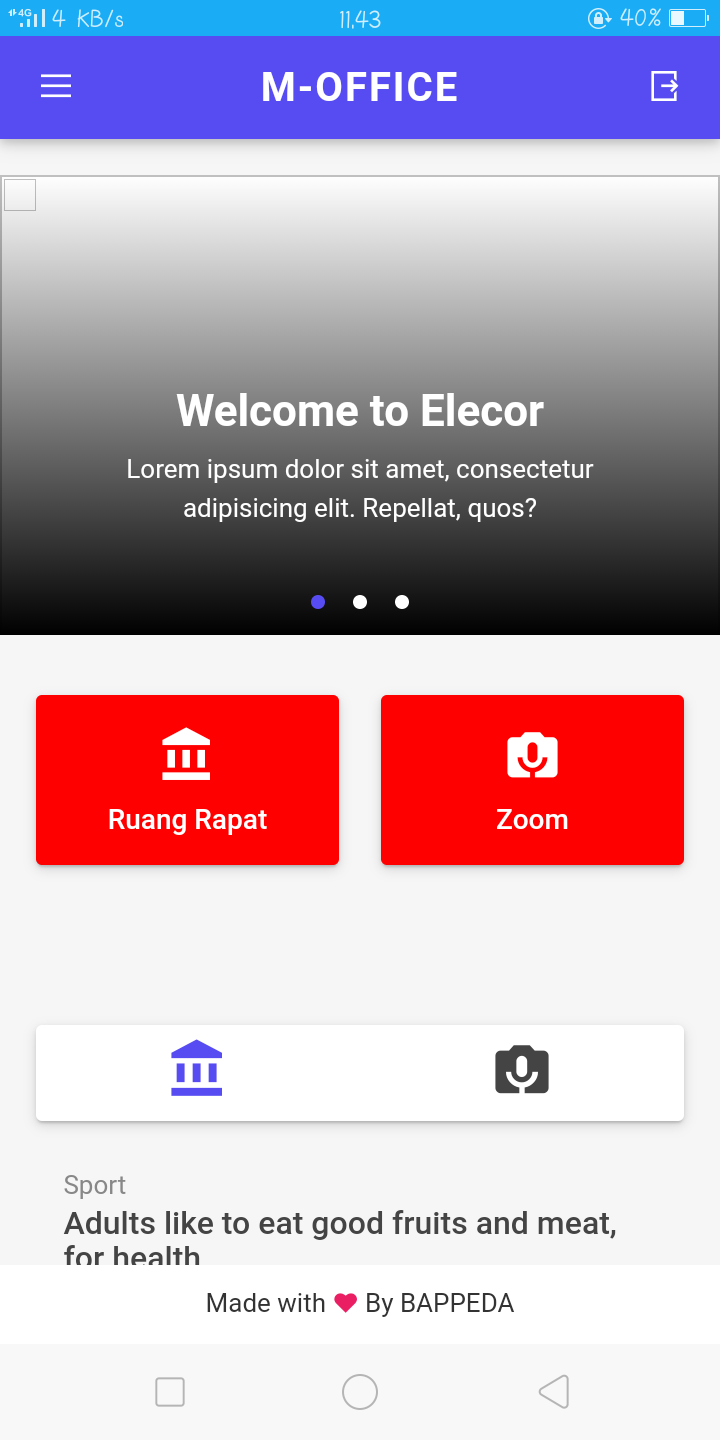 4G 4 KB/s 11.43 40%
M-OFFICE
Welcome to Elecor
Lorem ipsum dolor sit amet, consectetur
adipisicing elit. Repellat, quos?
Ruang Rapat Zoom
Sport
Adults like to eat good fruits and meat,
for health
Made with By BAPPEDA